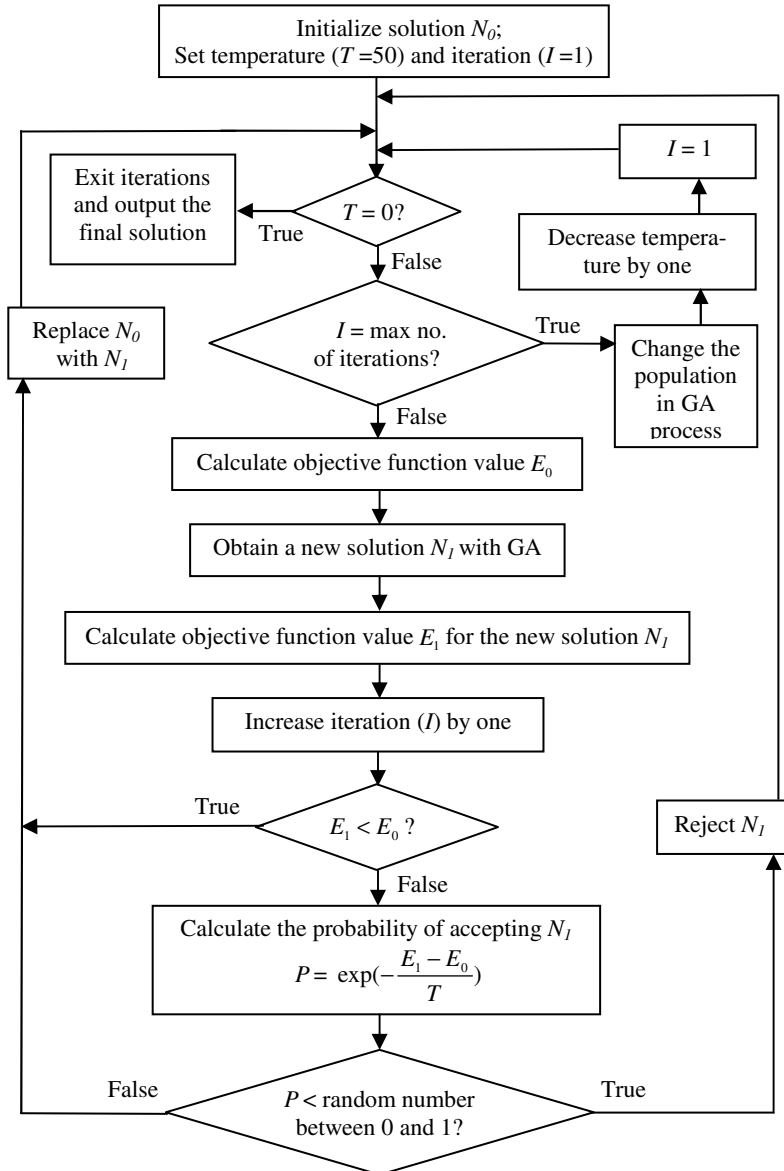 Initialize solution N₀;
Set temperature (T =50) and iteration (I =1)
I = 1
Exit iterations
and output the
final solution
T = 0?
True
False
Decrease tempera-
ture by one
Replace N₀
with N₁
I = max no.
of iterations?
True
False
Change the
population
in GA
process
Calculate objective function value E₀
Obtain a new solution N₁ with GA
Calculate objective function value E₁ for the new solution N₁
Increase iteration (I) by one
True
E₁ < E₀ ?
False
Reject N₁
Calculate the probability of accepting N₁
P = exp(-(E₁ - E₀)/T)
False
P < random number
between 0 and 1?
True